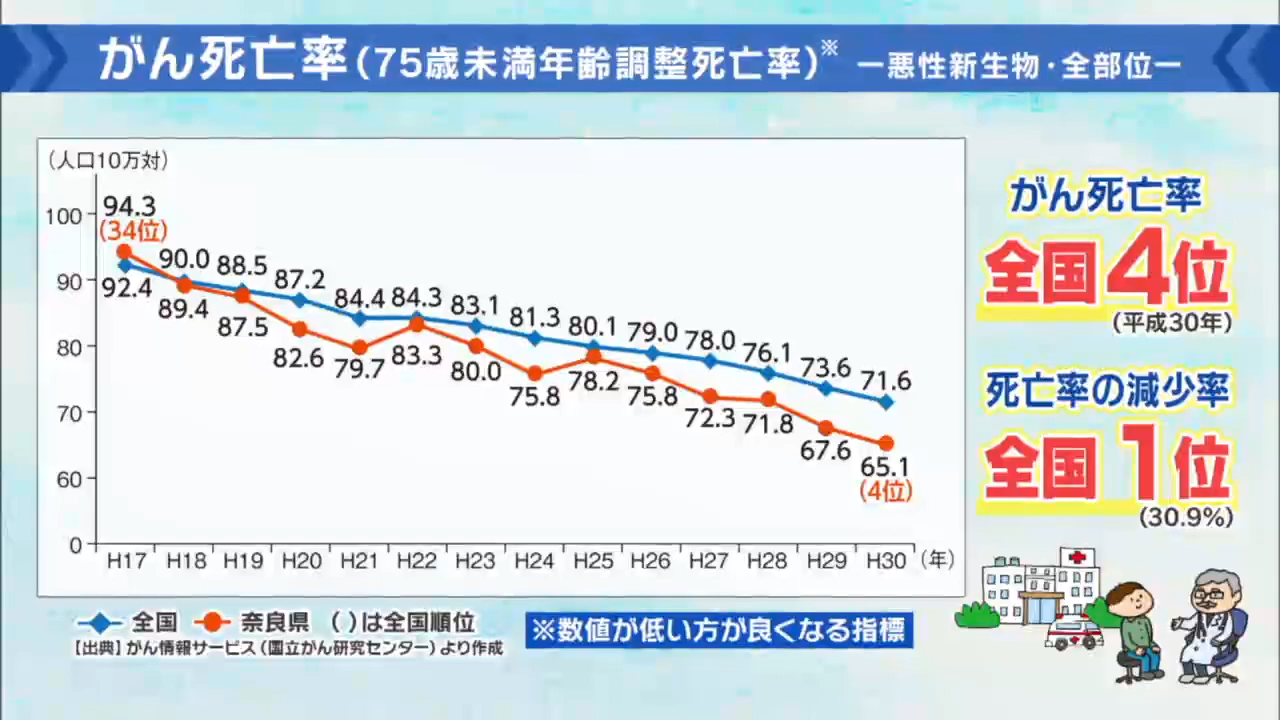 がん死亡率(75歳未満年齢調整死亡率)※ ー悪性新生物・全部位ー
(人口10万対)
94.3
(34位)
100
90
80
70
60
0
92.4
90.0
89.4
88.5
87.5
87.2
82.6
84.4
79.7
84.3
83.3
83.1
80.0
81.3
75.8
80.1
78.2
79.0
75.8
78.0
72.3
76.1
71.8
73.6
67.6
71.6
65.1
(4位)
H17 H18 H19 H20 H21 H22 H23 H24 H25 H26 H27 H28 H29 H30 (年)
全国 奈良県 ( )は全国順位
【出典】がん情報サービス(国立がん研究センター)より作成
※数値が低い方が良くなる指標
がん死亡率
全国4位
(平成30年)
死亡率の減少率
全国1位
(30.9%)